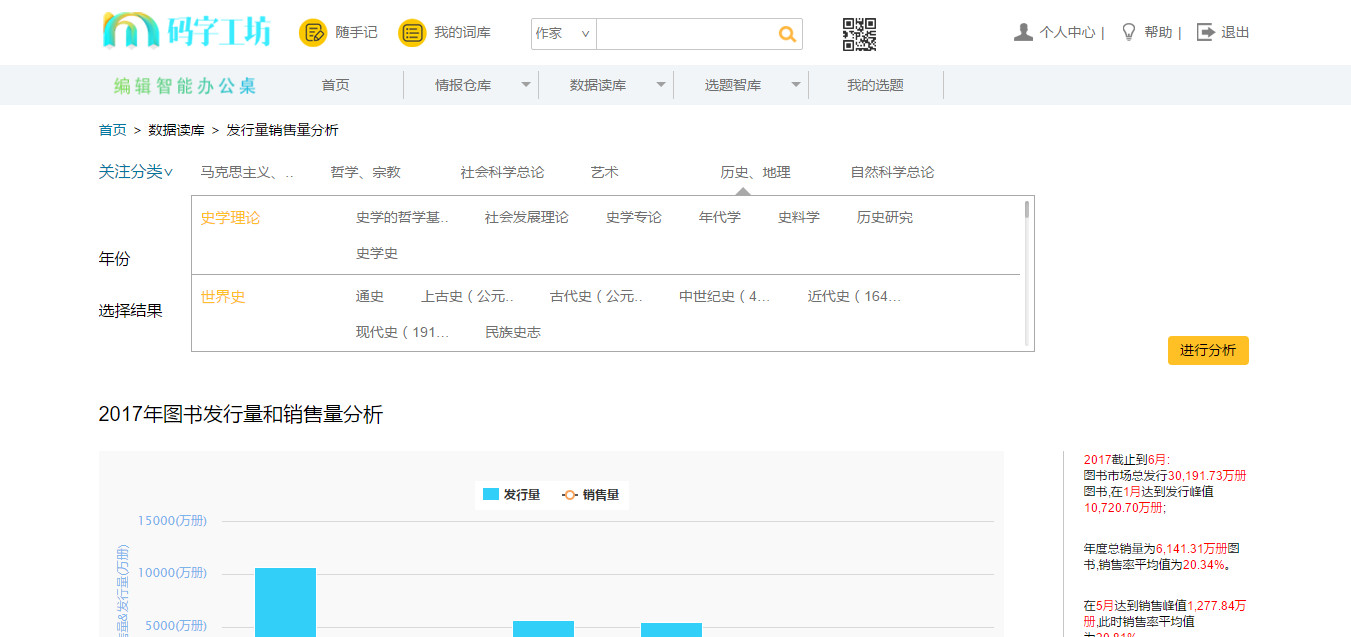 码字工坊 随手记 我的词库 作家 个人中心 | 帮助 | 退出
编辑智能办公桌 首页 情报仓库 数据读库 选题智库 我的选题
首页 > 数据读库 > 发行量销售量分析
关注分类 马克思主义、.. 哲学、宗教 社会科学总论 艺术 历史、地理 自然科学总论
史学理论 史学的哲学基.. 社会发展理论 史学专论 年代学 史料学 历史研究
史学史
年份
世界史 通史 上古史（公元.. 古代史（公元.. 中世纪史（4... 近代史（164...
选择结果
现代史（191... 民族史志
进行分析
2017年图书发行量和销售量分析
发行量 销售量
15000(万册)
10000(万册)
5000(万册)
售量&发行量(万册)
2017截止到6月:
图书市场总发行30,191.73万册
图书,在1月达到发行峰值
10,720.70万册;
年度总销量为6,141.31万册图
书,销售率平均值为20.34%。
在5月达到销售峰值1,277.84万
册,此时销售率平均值
为20.81%